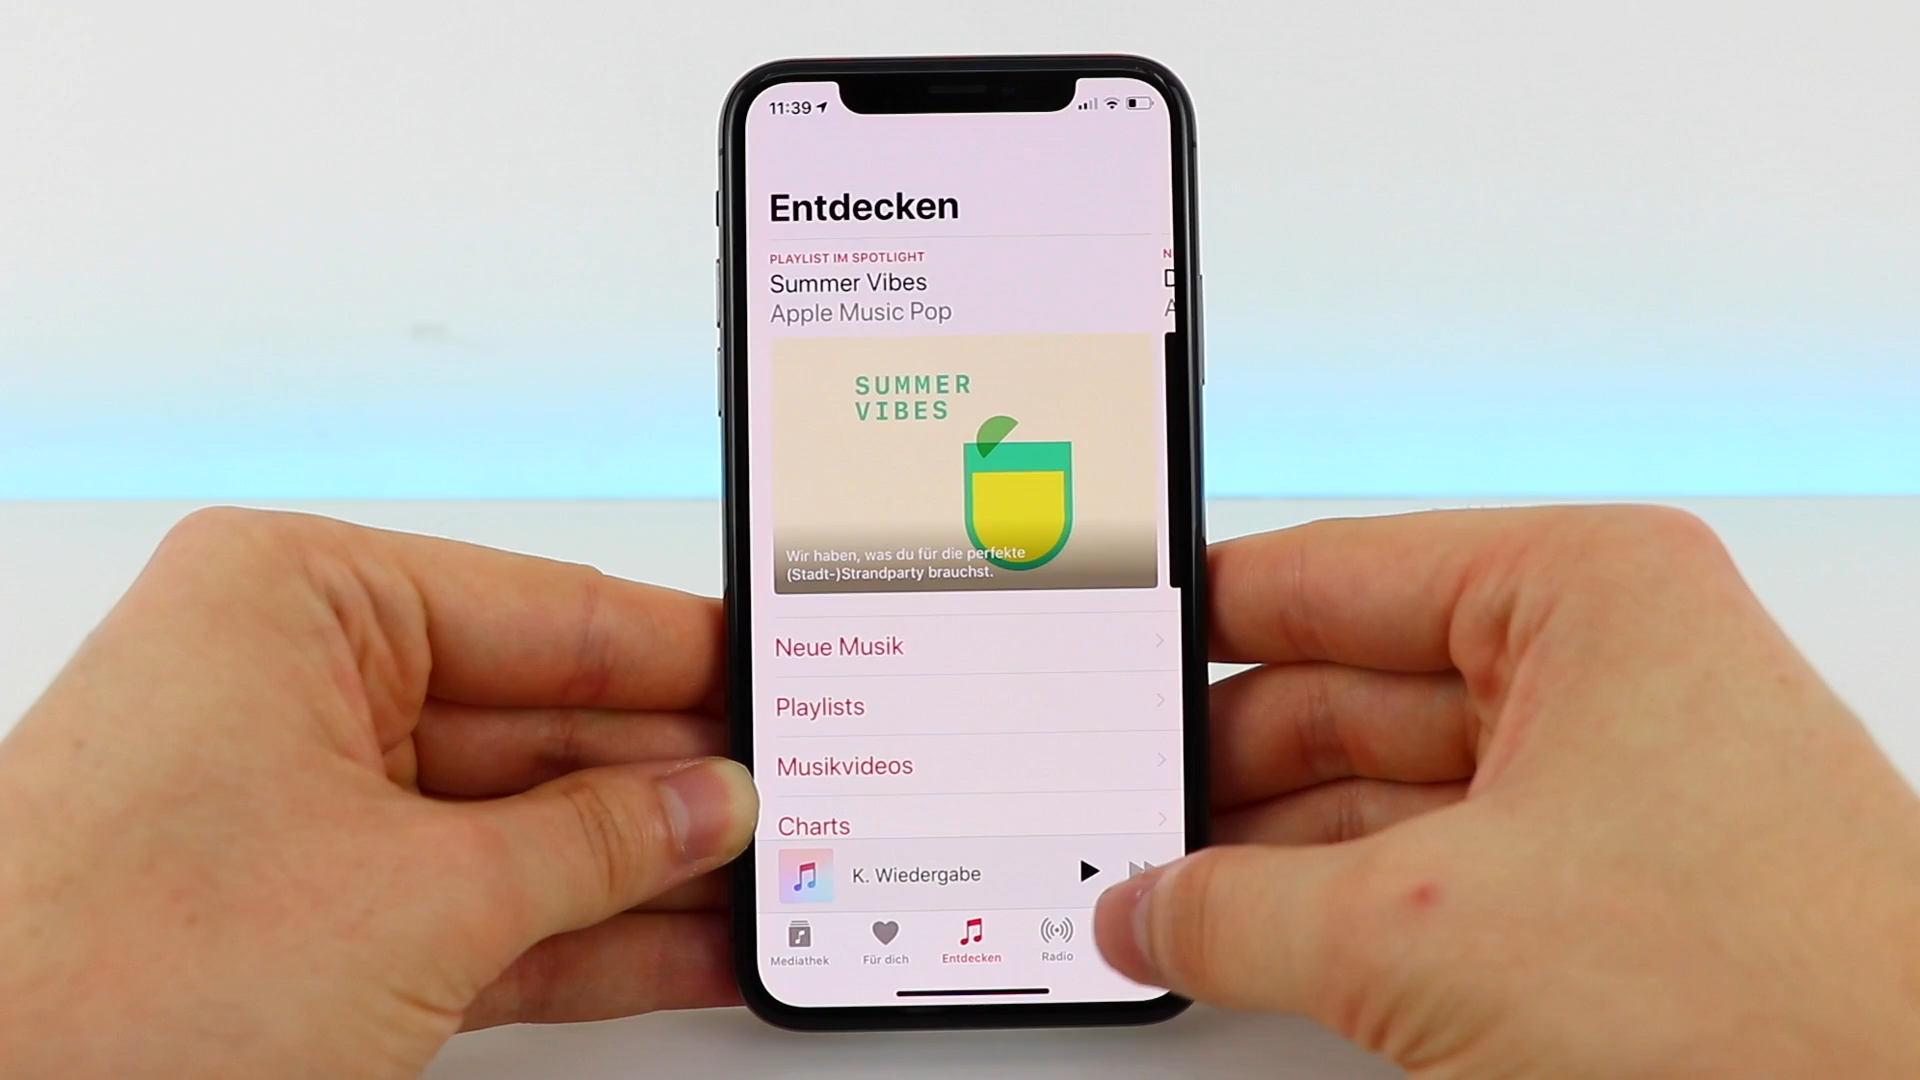 11:39
Entdecken
PLAYLIST IM SPOTLIGHT
Summer Vibes
Apple Music Pop
SUMMER
VIBES
Wir haben, was du für die perfekte
(Stadt-)Strandparty brauchst.
Neue Musik
Playlists
Musikvideos
Charts
K. Wiedergabe
Mediathek
Für dich
Entdecken
Radio